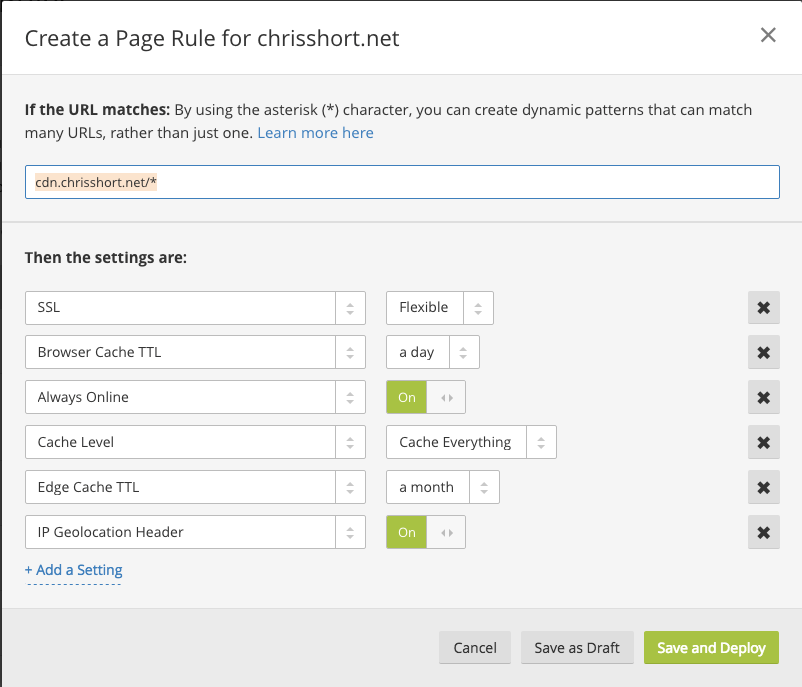 Create a Page Rule for chrisshort.net
If the URL matches: By using the asterisk (*) character, you can create dynamic patterns that can match
many URLs, rather than just one. Learn more here
cdn.chrisshort.net/*
Then the settings are:
SSL Flexible
Browser Cache TTL a day
Always Online On
Cache Level Cache Everything
Edge Cache TTL a month
IP Geolocation Header On
+ Add a Setting
Cancel Save as Draft Save and Deploy